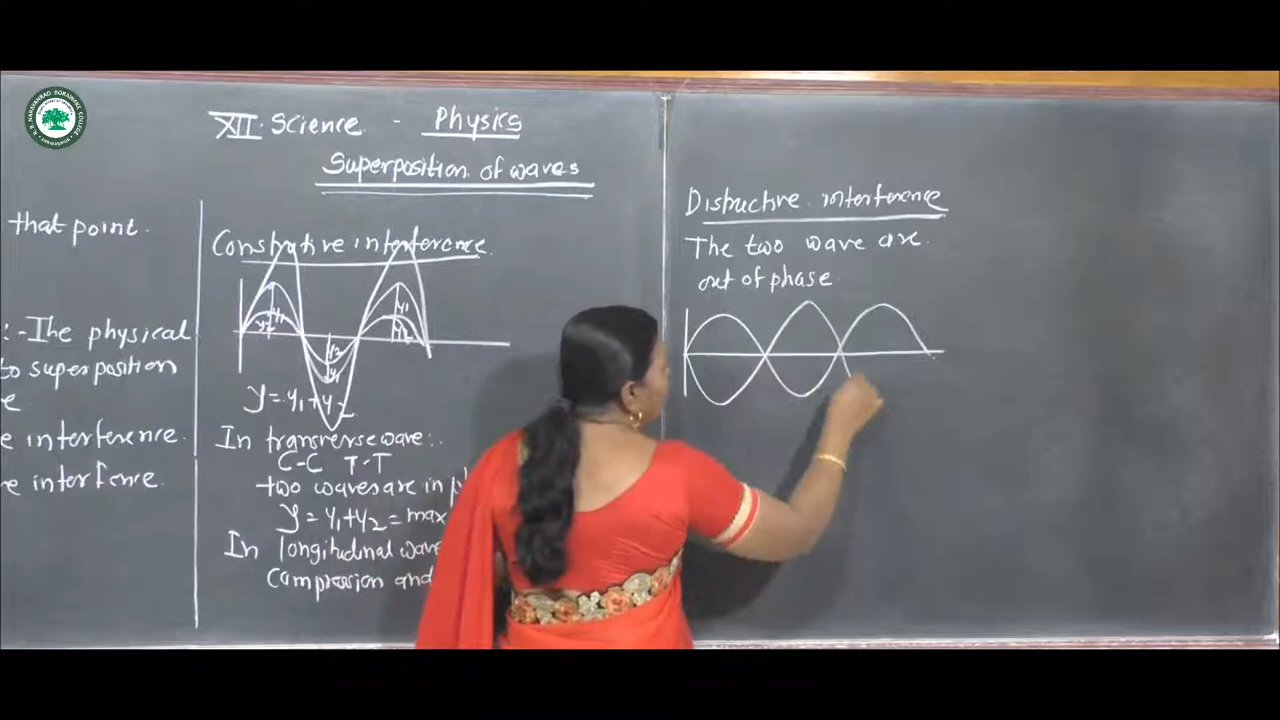 XII. Science - Physics
Superposition of waves
that point.
:- The physical
to superposition
e
e interference.
e interfence.
Constrative interference
y1
y2
y2
y1
y1
y2
y = y1 + y2
In transverse wave:.
C-C T-T
two waves are in p
y = y1 + y2 = max
In longitudinal wave
Compression and
Distructive interference
The two wave are
out of phase.